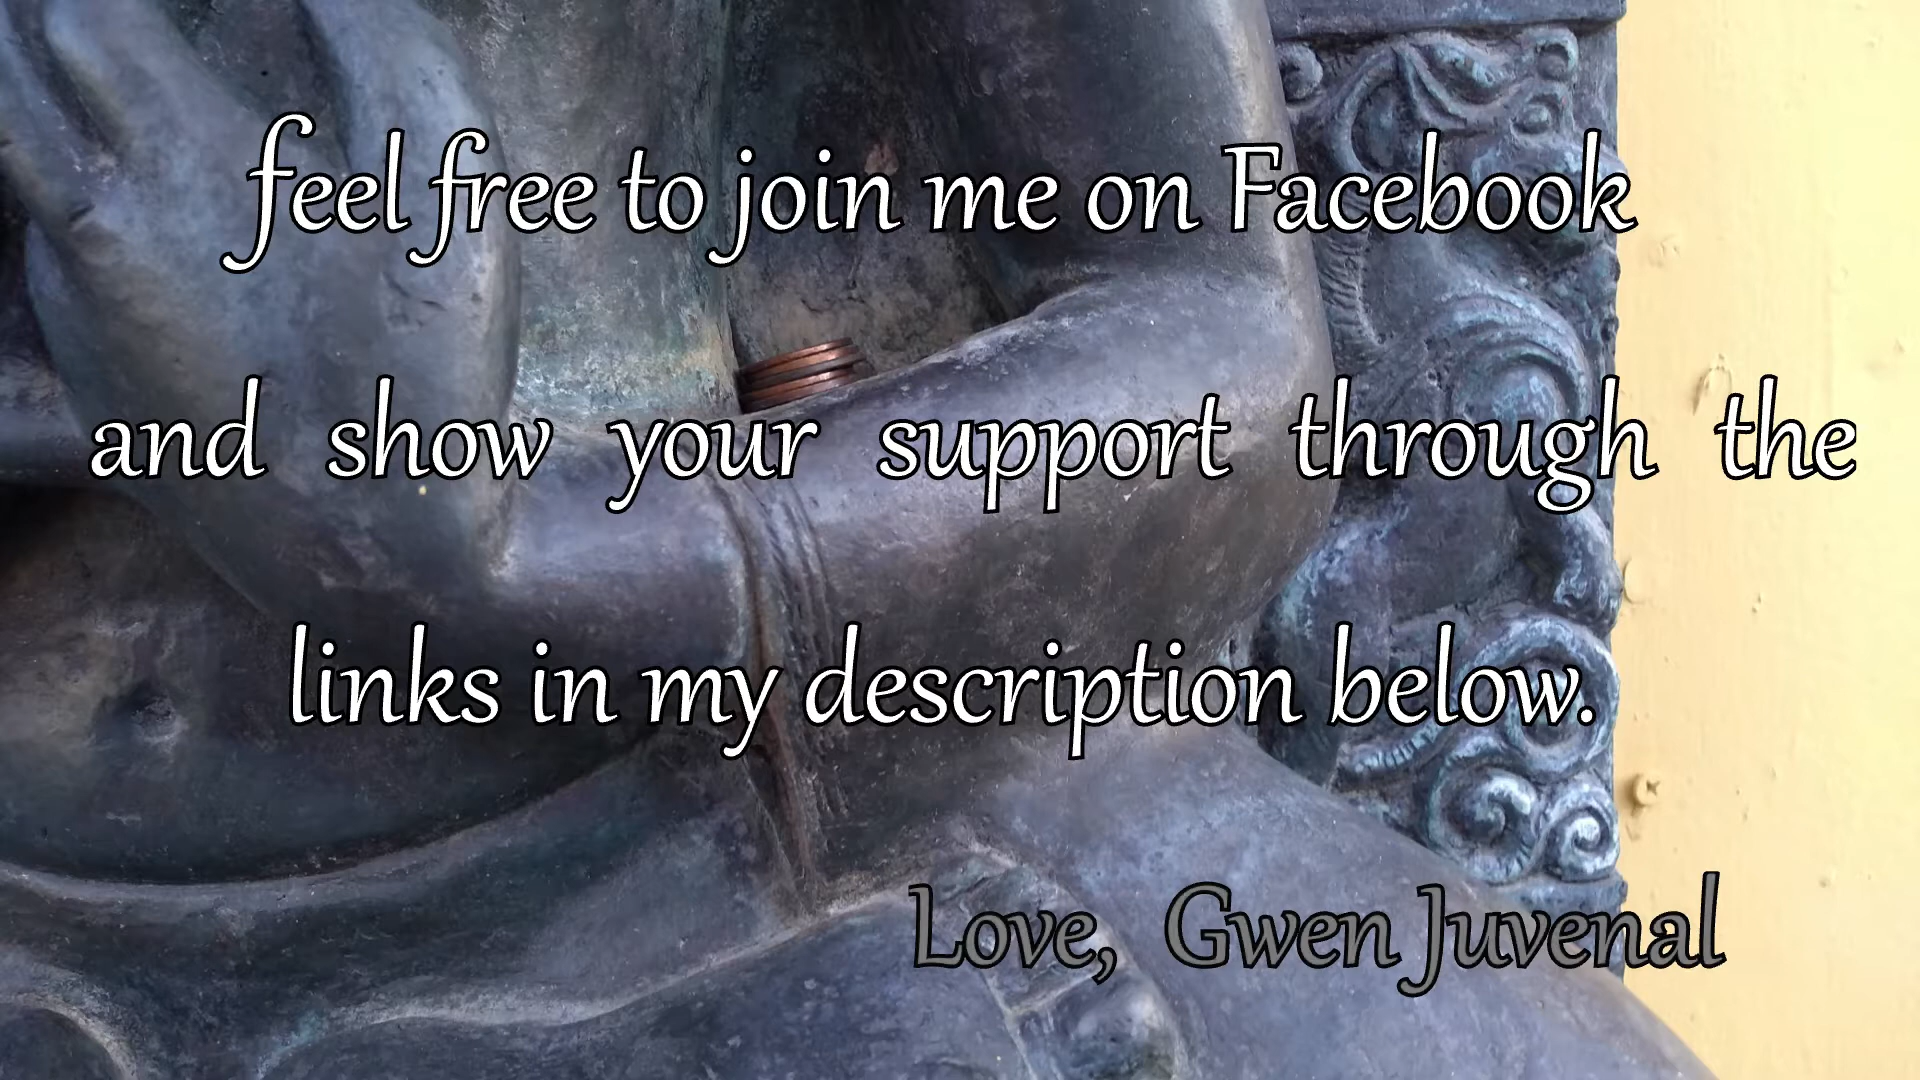 feel free to join me on Facebook
and show your support through the
links in my description below.
Love, Gwen Juvenal